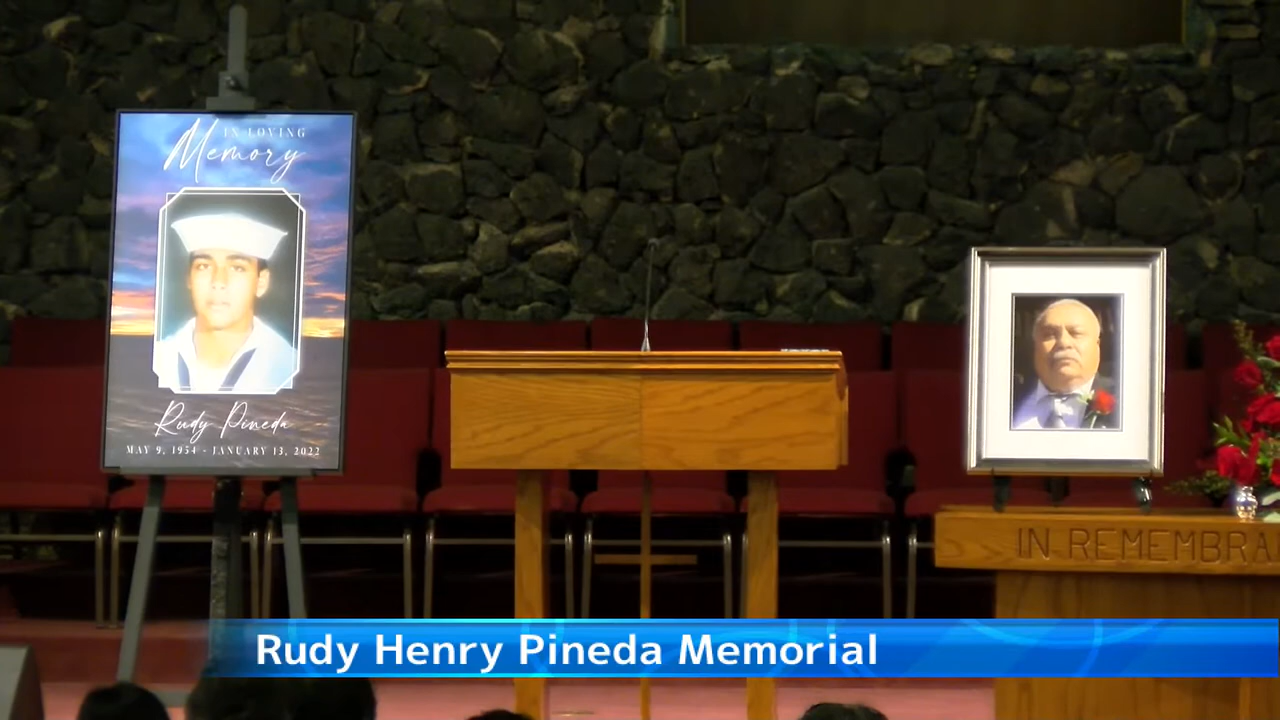 IN LOVING
Memory
Rudy Pineda
MAY 9, 1954 - JANUARY 13, 2022
IN REMEMBRA
Rudy Henry Pineda Memorial